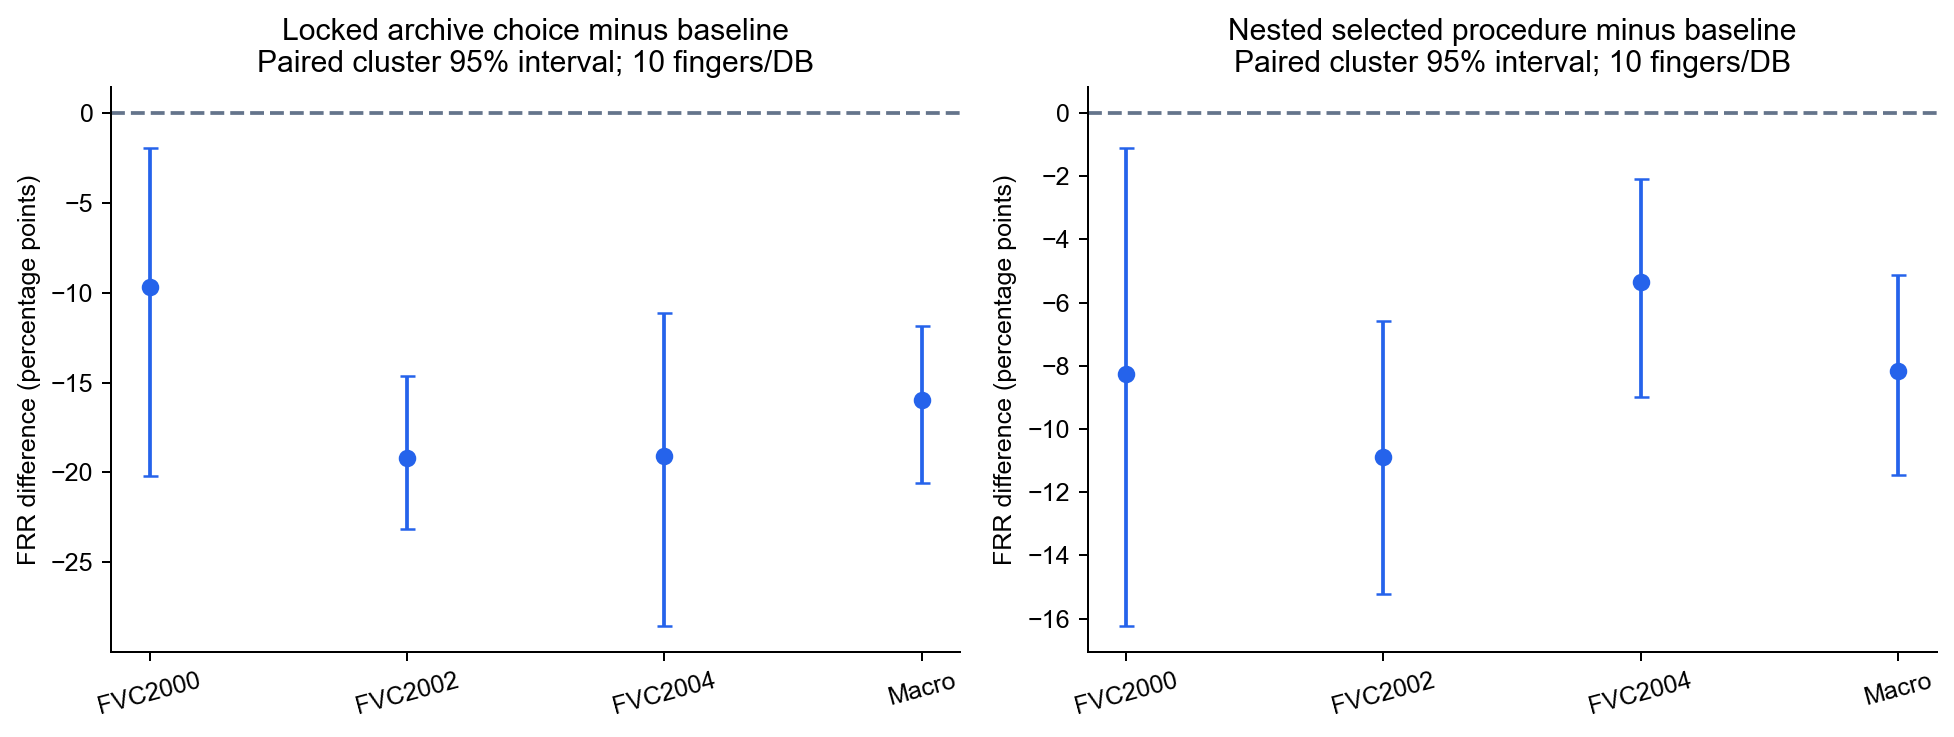 Locked archive choice minus baseline
Paired cluster 95% interval; 10 fingers/DB
FRR difference (percentage points)
0
−5
−10
−15
−20
−25
FVC2000
FVC2002
FVC2004
Macro
Nested selected procedure minus baseline
Paired cluster 95% interval; 10 fingers/DB
FRR difference (percentage points)
0
−2
−4
−6
−8
−10
−12
−14
−16
FVC2000
FVC2002
FVC2004
Macro